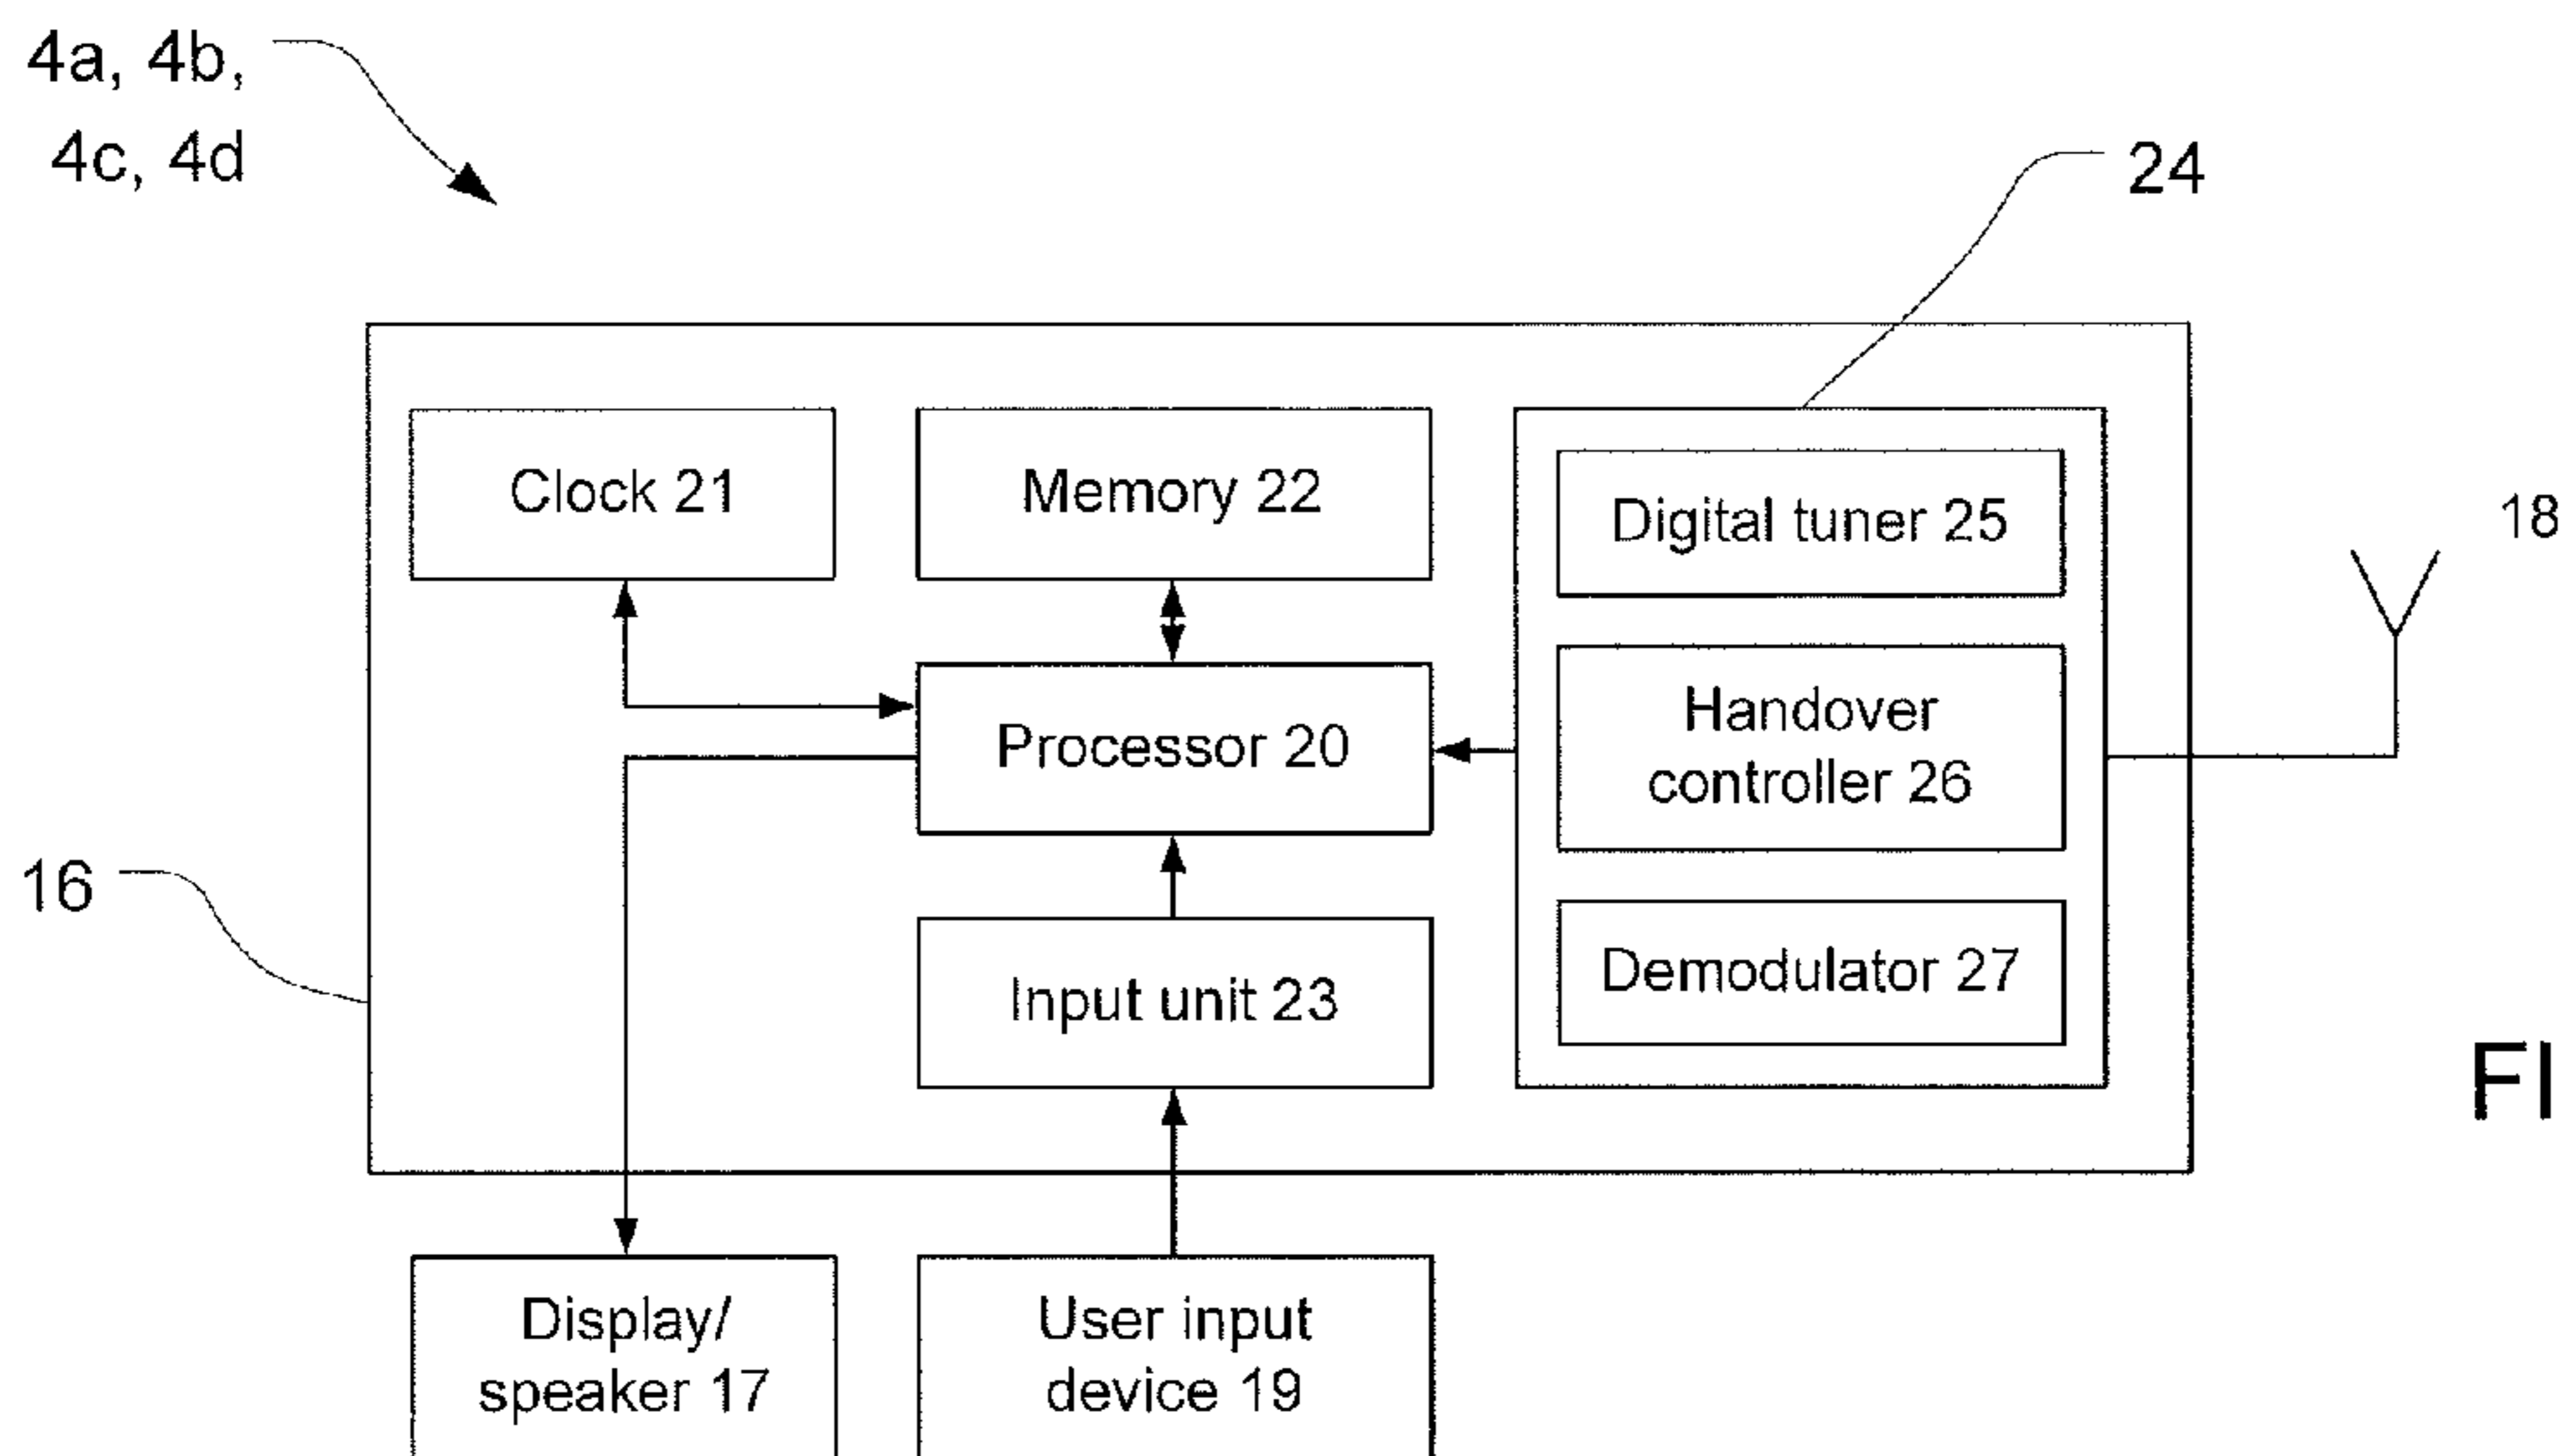 4a, 4b,
4c, 4d
24
Clock 21
Memory 22
Digital tuner 25
18
Handover
controller 26
Processor 20
16
Demodulator 27
Input unit 23
FI
Display/
speaker 17
User input
device 19